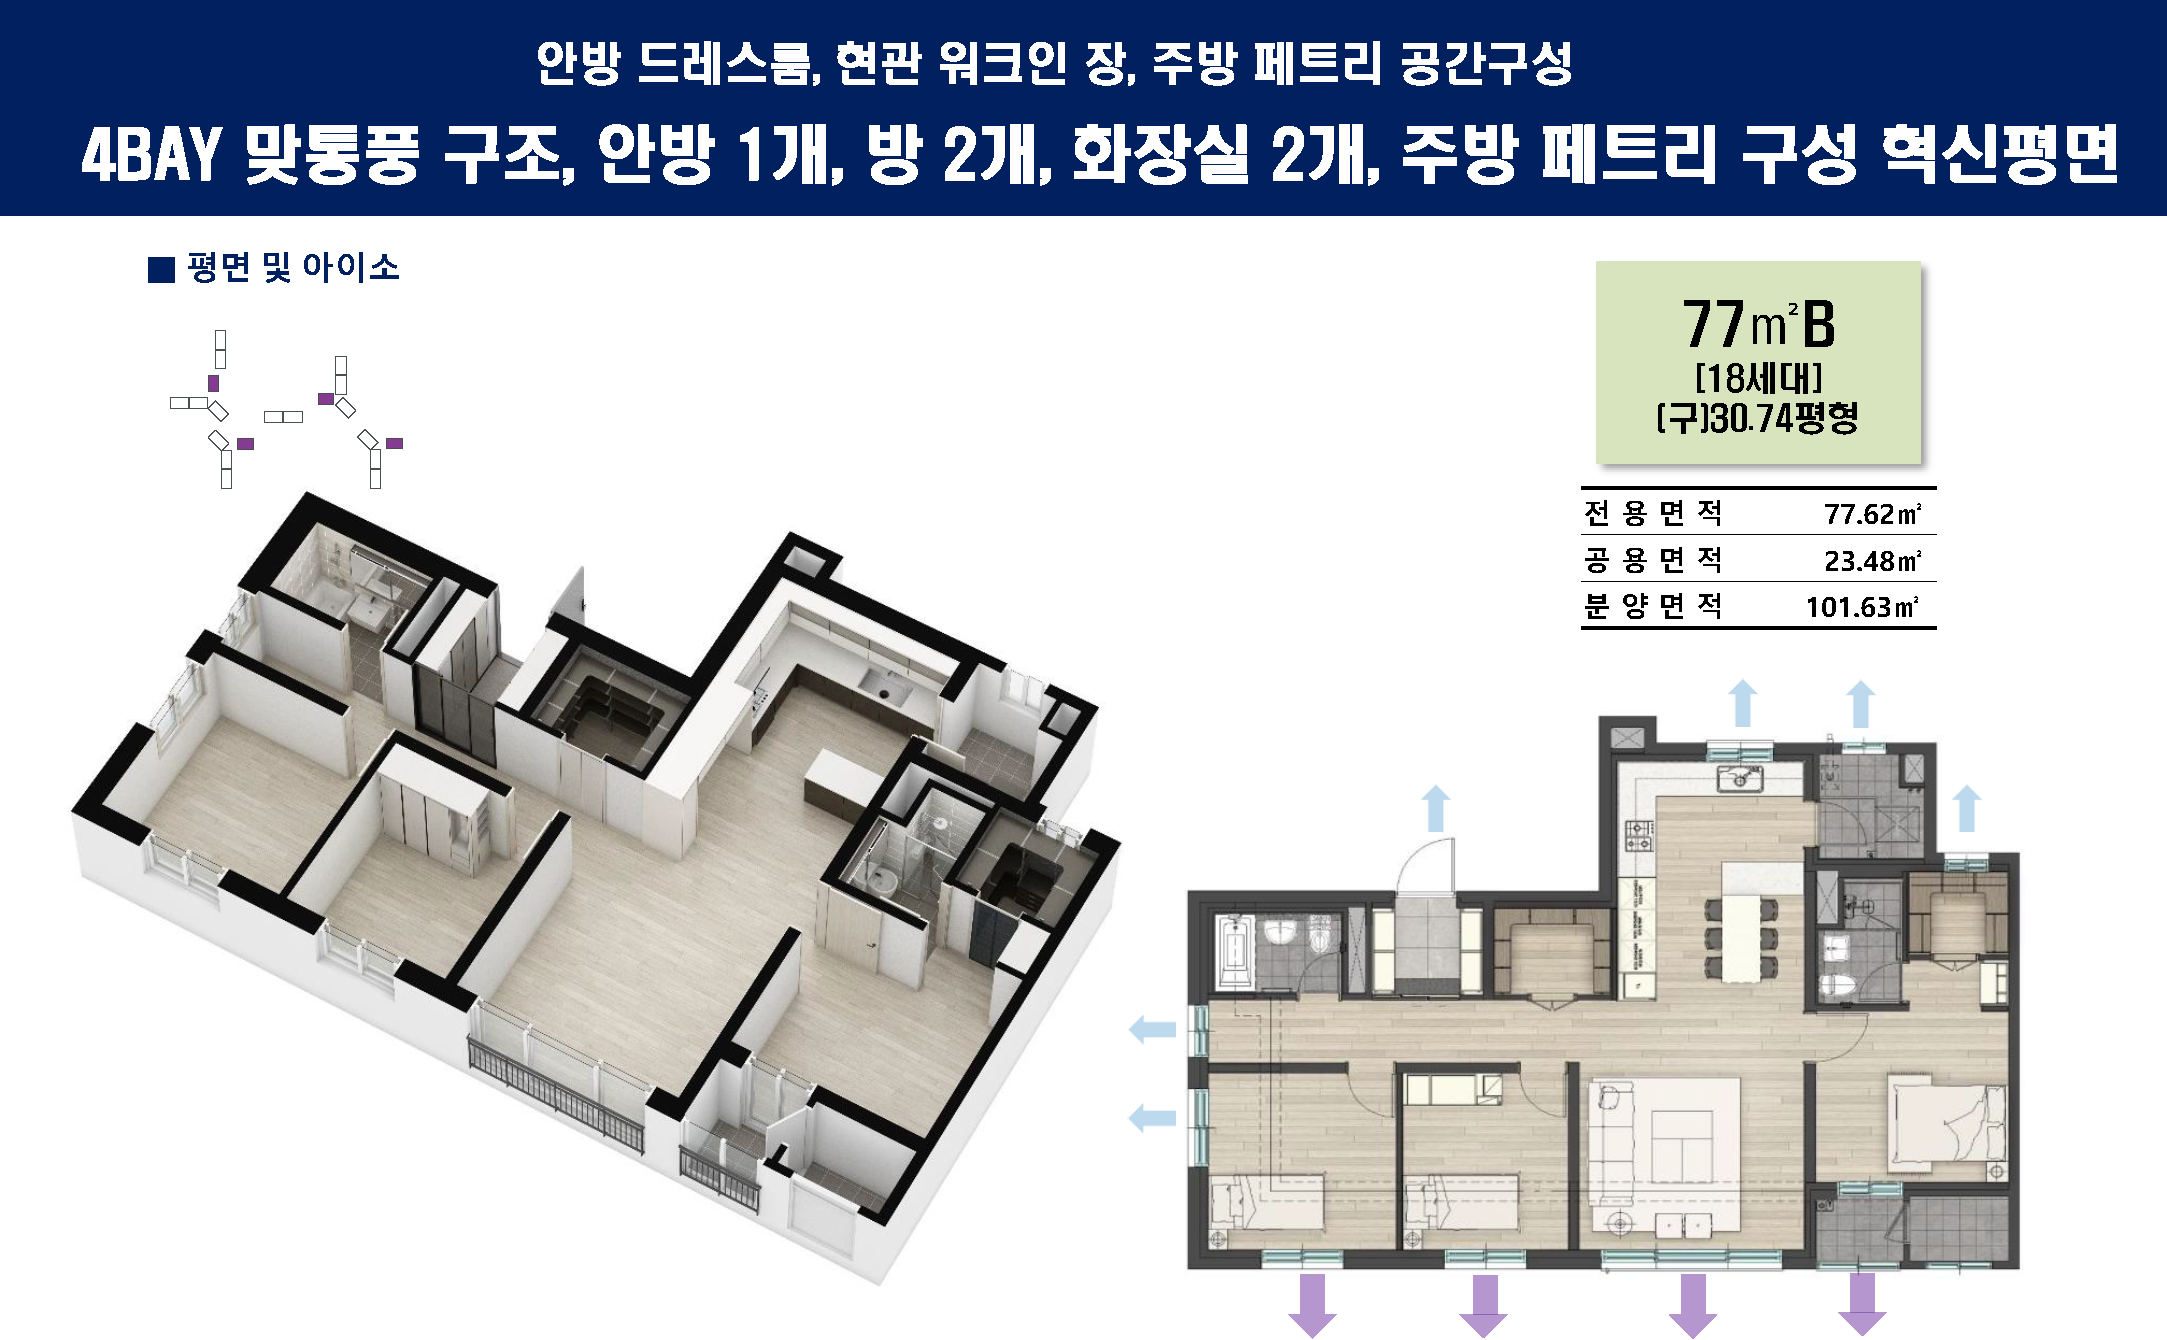 안방 드레스룸, 현관 워크인 장, 주방 페트리 공간구성
4BAY 맞통풍 구조, 안방 1개, 방 2개, 화장실 2개, 주방 페트리 구성 혁신평면
■ 평면 및 아이소
77㎡B
[18세대]
(구)30.74평형
전용면적 77.62㎡
공용면적 23.48㎡
분양면적 101.63㎡